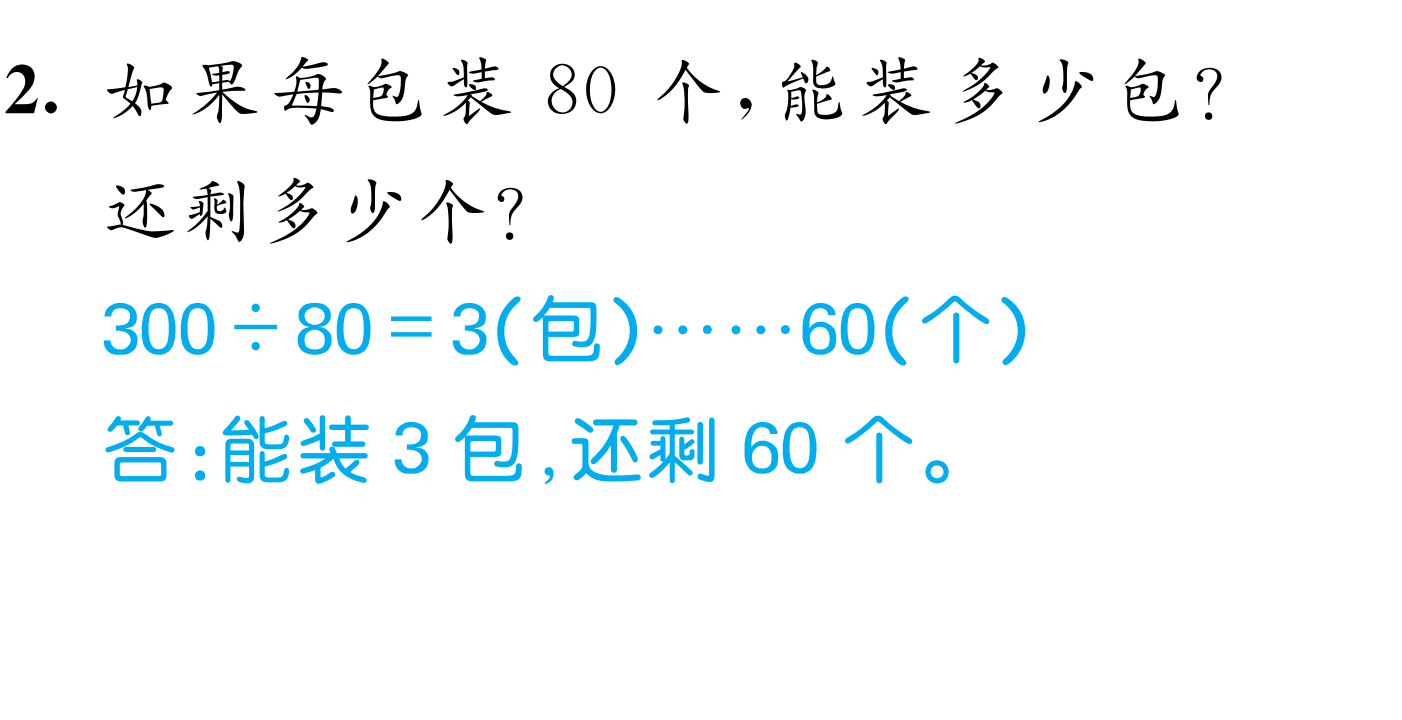 2. 如果每包装 80 个,能装多少包?
还剩多少个?
300÷80=3(包)……60(个)
答:能装 3 包,还剩 60 个。